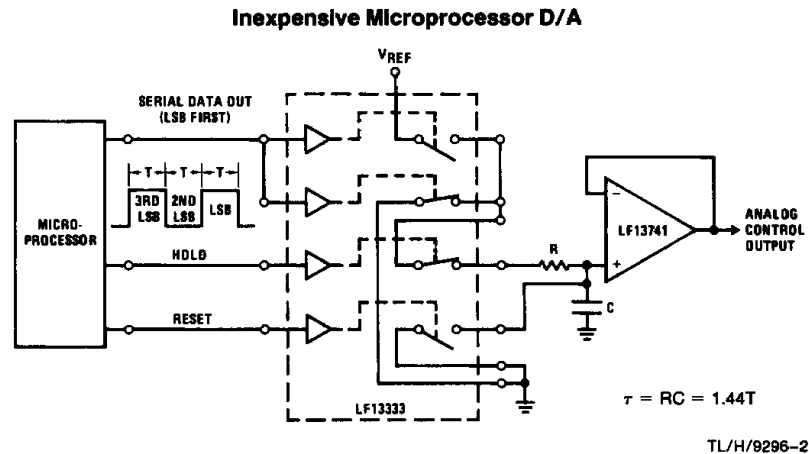 Inexpensive Microprocessor D/A
VREF
SERIAL DATA OUT
(LSB FIRST)
T T T
3RD
LSB
2ND
LSB
LSB
MICRO-
PROCESSOR
HOLD
RESET
LF13333
R
C
−
+
LF13741
ANALOG
CONTROL
OUTPUT
τ = RC = 1.44T
TL/H/9296–2